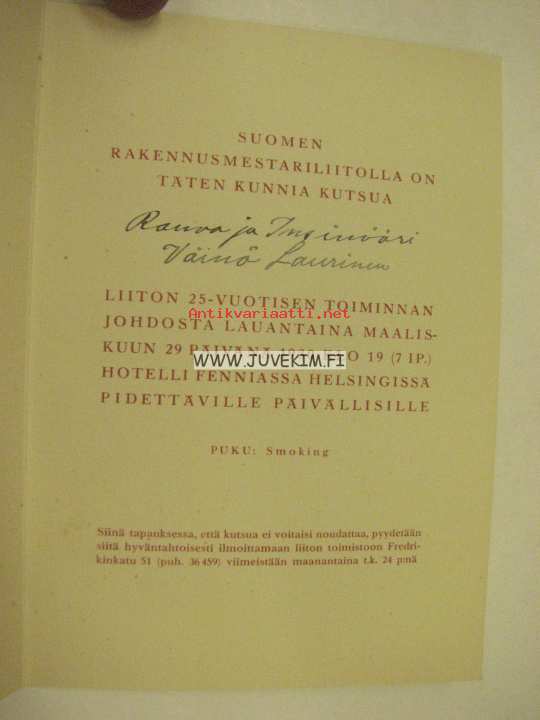 SUOMEN
RAKENNUSMESTARILIITOLLA ON
TÄTEN KUNNIA KUTSUA
Rouva ja Insinööri
Väinö Laurinen
LIITON 25-VUOTISEN TOIMINNAN
Antikvariaatti.net
JOHDOSTA LAUANTAINA MAALIS-
KUUN 29 PÄIVÄNÄ KLO 19 (7 IP.)
WWW.JUVEKIM.FI
HOTELLI FENNIASSA HELSINGISSÄ
PIDETTÄVILLE PÄIVÄLLISILLE
PUKU: Smoking
Siinä tapauksessa, että kutsua ei voitaisi noudattaa, pyydetään
siitä hyväntahtoisesti ilmoittamaan liiton toimistoon Fredri-
kinkatu 51 (puh. 36 459) viimeistään maanantaina t.k. 24 p:nä